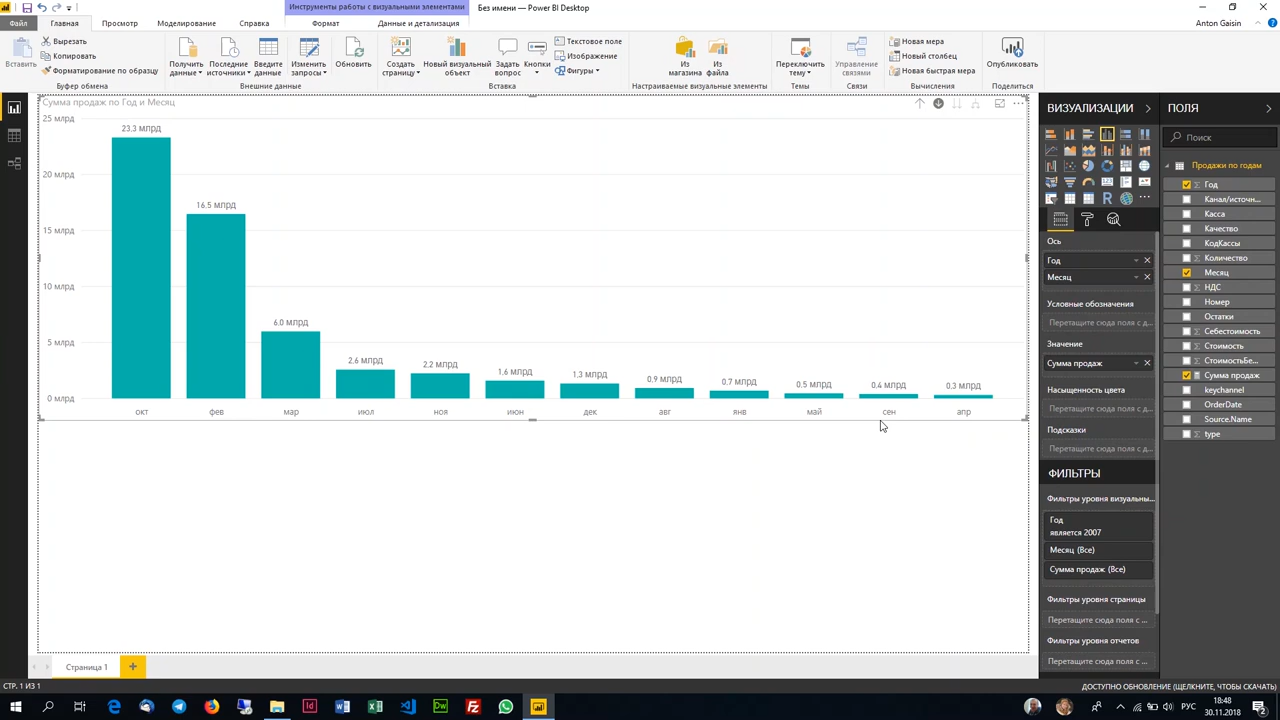 Инструменты работы с визуальными элементами
Без имени — Power BI Desktop
Файл
Главная
Просмотр
Моделирование
Справка
Формат
Данные и детализация
Anton Gaisin
Вставить
Вырезать
Копировать
Форматирование по образцу
Буфер обмена
Получить данные
Последние источники
Введите данные
Изменить запросы
Обновить
Внешние данные
Создать страницу
Новый визуальный объект
Задать вопрос
Кнопки
Текстовое поле
Изображение
Фигуры
Вставка
Из магазина
Из файла
Настраиваемые визуальные элементы
Переключить тему
Темы
Управление связями
Связи
Новая мера
Новый столбец
Новая быстрая мера
Вычисления
Опубликовать
Поделиться
Сумма продаж по Год и Месяц
25 млрд
20 млрд
15 млрд
10 млрд
5 млрд
0 млрд
23.3 млрд
16.5 млрд
6.0 млрд
2.6 млрд
2.2 млрд
1.6 млрд
1.3 млрд
0.9 млрд
0.7 млрд
0.5 млрд
0.4 млрд
0.3 млрд
окт
фев
мар
июл
ноя
июн
дек
авг
янв
май
сен
апр
ВИЗУАЛИЗАЦИИ
R
Ось
Год
Месяц
Условные обозначения
Перетащите сюда поля с д...
Значение
Сумма продаж
Насыщенность цвета
Перетащите сюда поля с д...
Подсказки
Перетащите сюда поля с д...
ФИЛЬТРЫ
Фильтры уровня визуальны...
Год
является 2007
Месяц (Все)
Сумма продаж (Все)
Фильтры уровня страницы
Перетащите сюда поля с ...
Фильтры уровня отчетов
Перетащите сюда поля с ...
ПОЛЯ
Поиск
Продажи по годам
Год
Канал/источн...
Касса
Качество
КодКассы
Количество
Месяц
НДС
Номер
Остатки
Себестоимость
Стоимость
СтоимостьБе...
Сумма продаж
keychannel
OrderDate
Source.Name
type
Страница 1
СТР. 1 ИЗ 1
ДОСТУПНО ОБНОВЛЕНИЕ (ЩЕЛКНИТЕ, ЧТОБЫ СКАЧАТЬ)
Id
Dw
РУС
18:48
30.11.2018
2